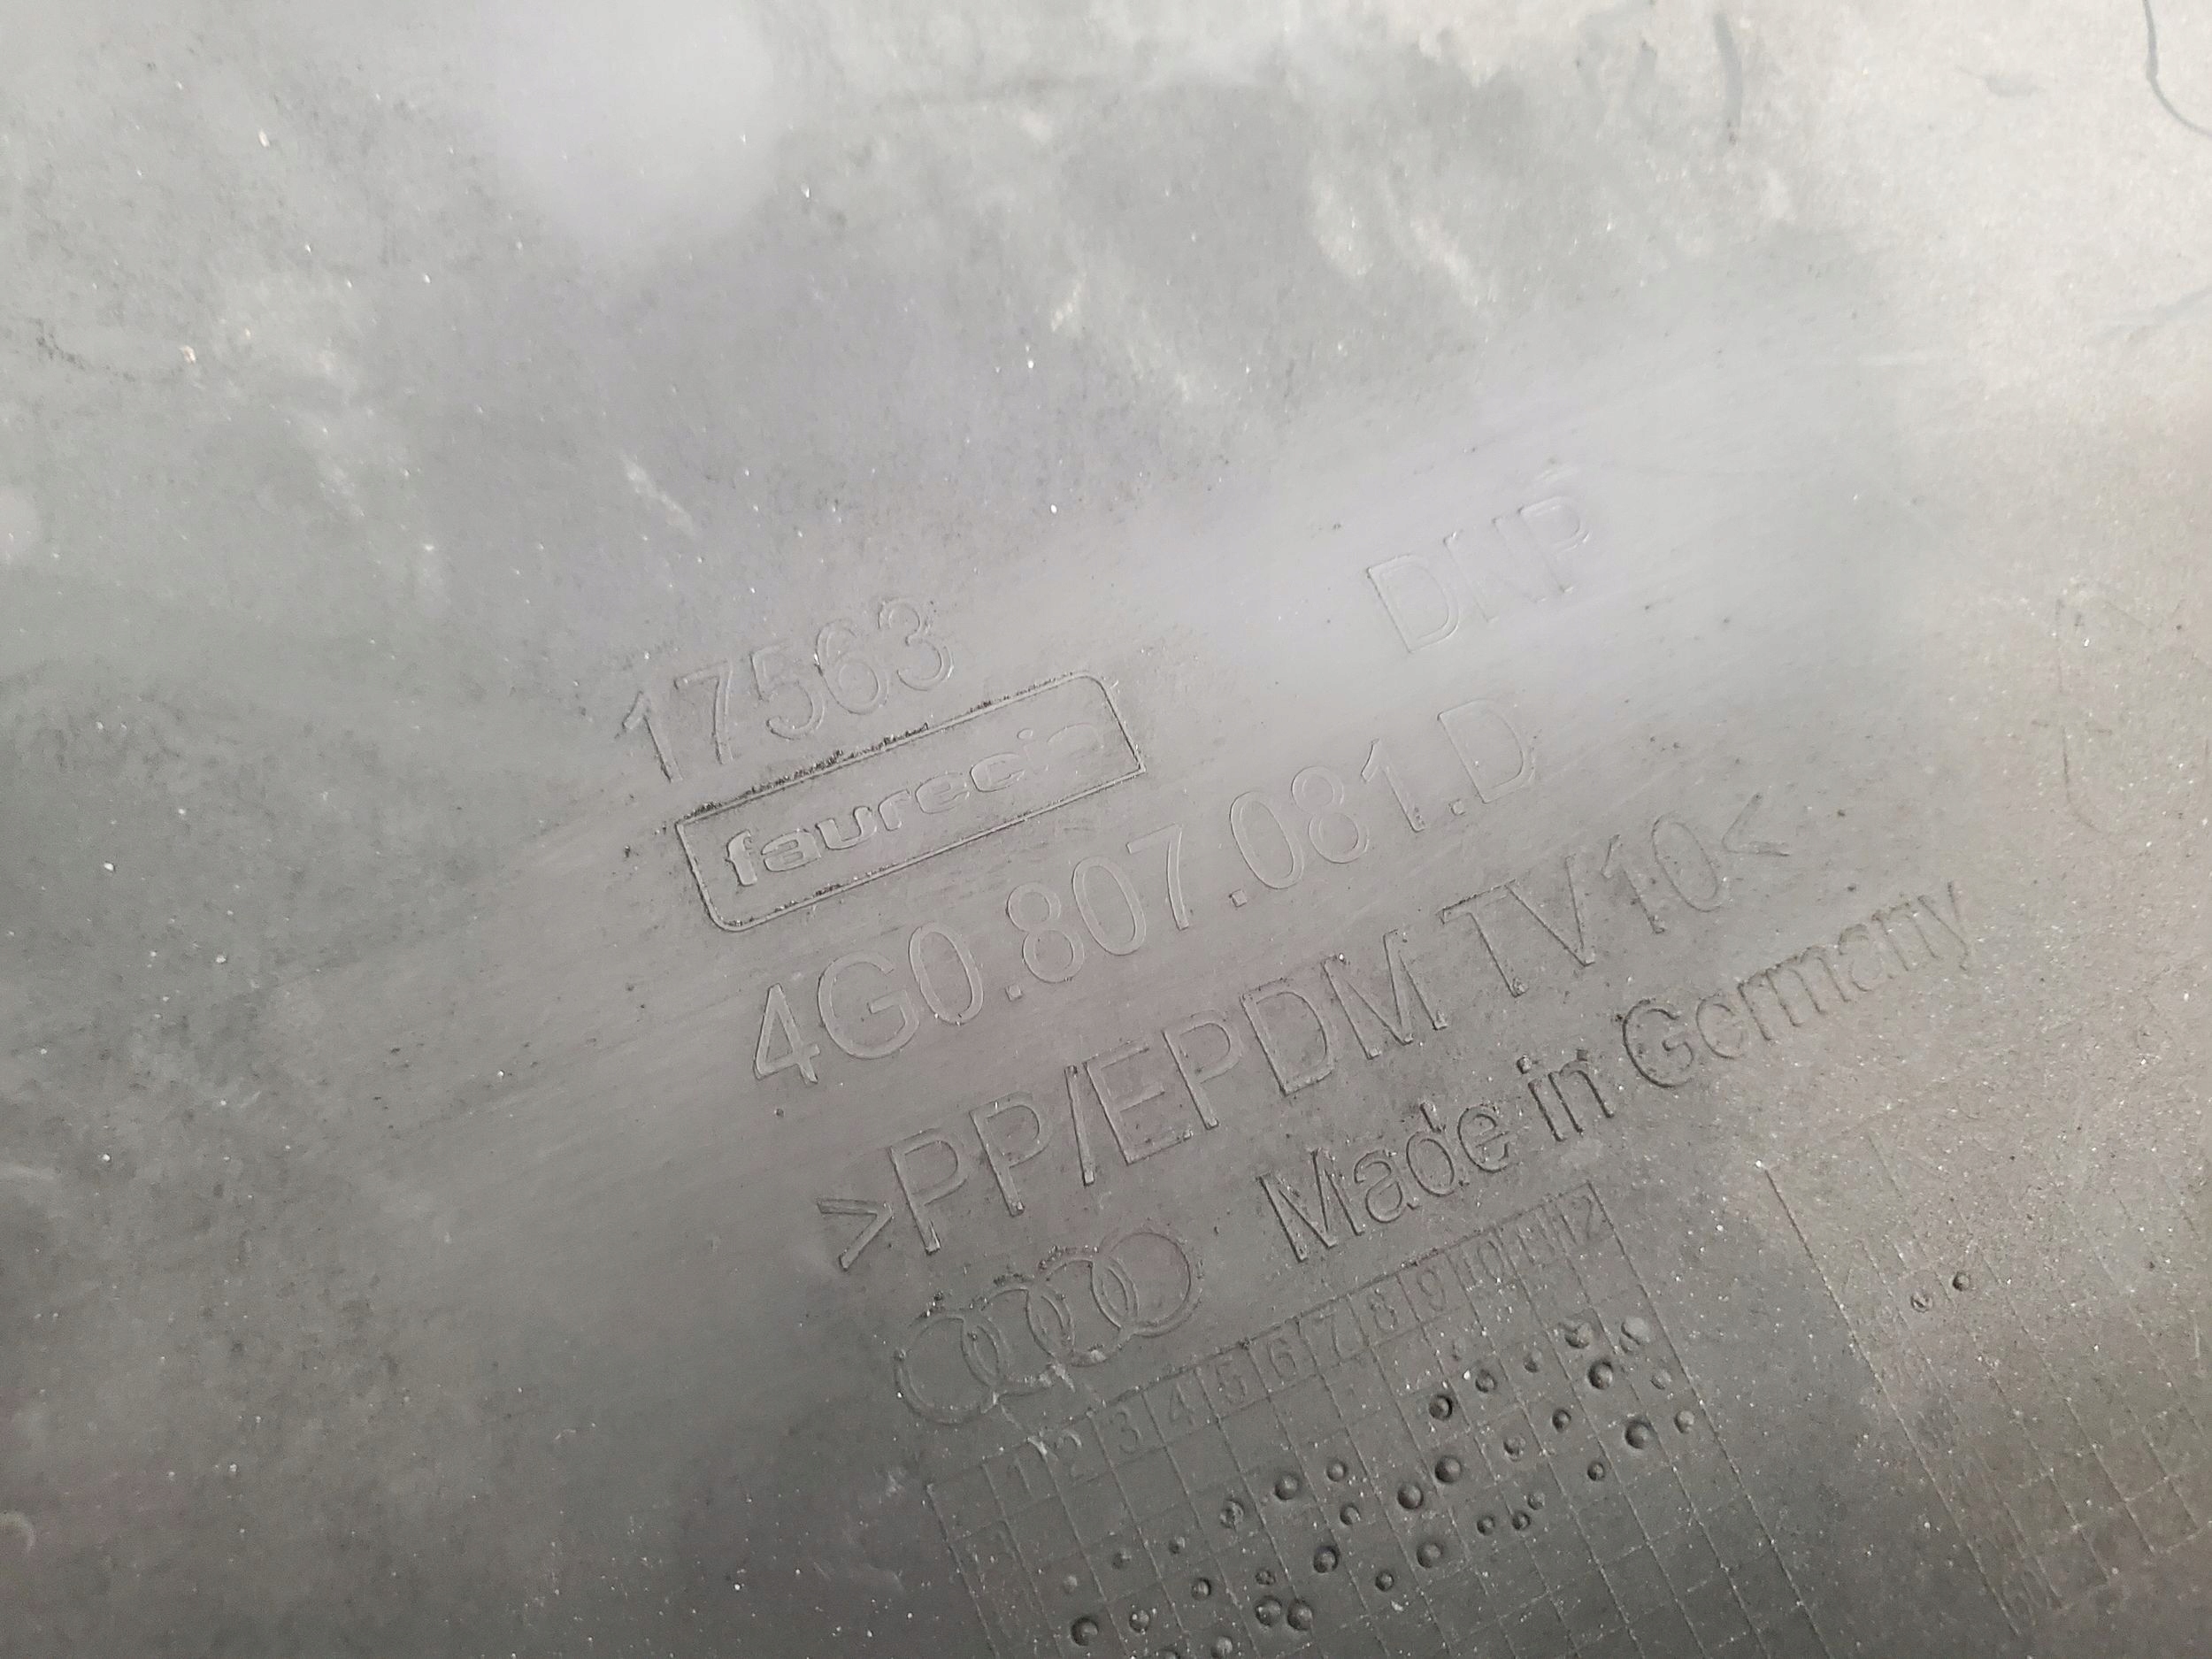 DNP
17563
faurecia
4G0.807.081.D
>PP/EPDM TV10<
Made in Germany
1 2 3 4 5 6 7 8 9 10 11 12